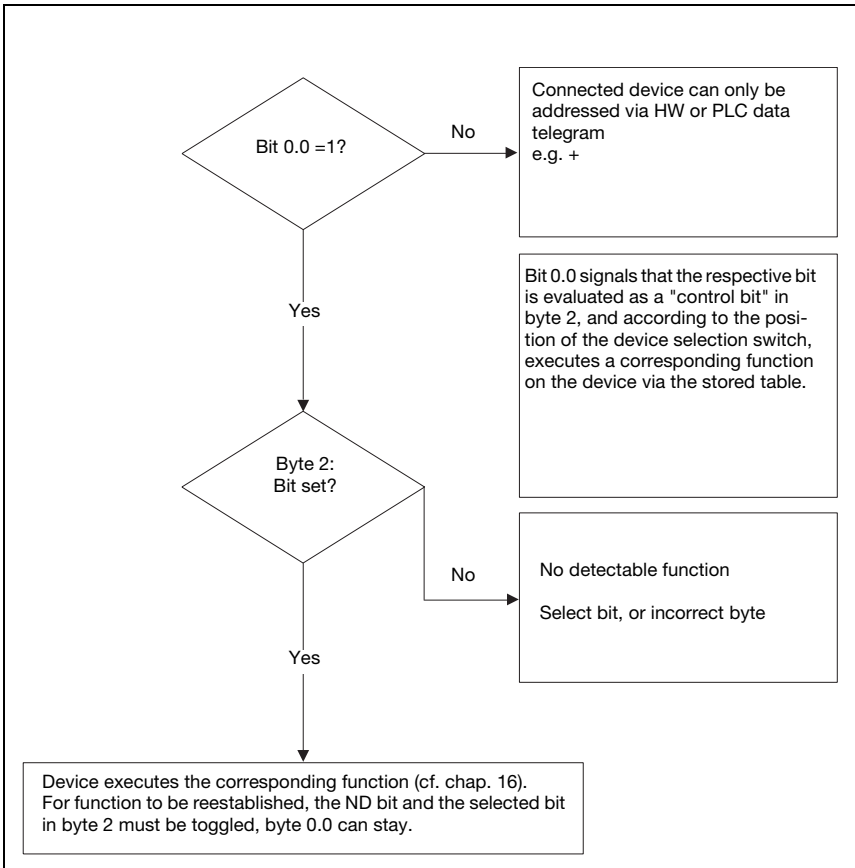 Bit 0.0 =1?
No
Connected device can only be
addressed via HW or PLC data
telegram
e.g. +
Yes
Bit 0.0 signals that the respective bit
is evaluated as a "control bit" in
byte 2, and according to the posi-
tion of the device selection switch,
executes a corresponding function
on the device via the stored table.
Byte 2:
Bit set?
No
No detectable function
Select bit, or incorrect byte
Yes
Device executes the corresponding function (cf. chap. 16).
For function to be reestablished, the ND bit and the selected bit
in byte 2 must be toggled, byte 0.0 can stay.